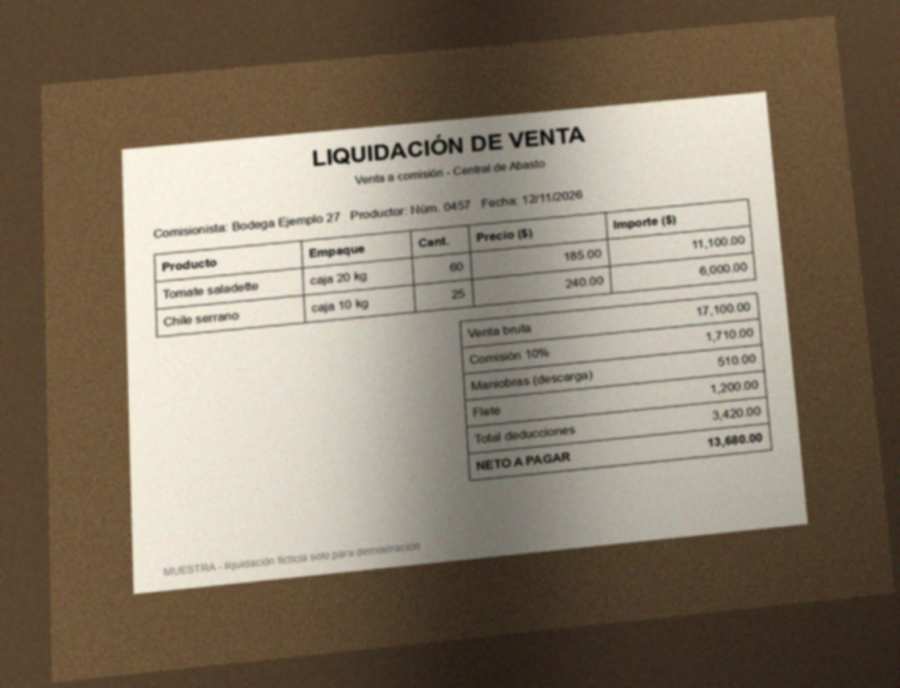 LIQUIDACIÓN DE VENTA
Venta a comisión - Central de Abasto
Comisionista: Bodega Ejemplo 27 Productor: Núm. 0457 Fecha: 12/11/2026
Producto Empaque Cant. Precio ($) Importe ($)
Tomate saladette caja 20 kg 60 185.00 11,100.00
Chile serrano caja 10 kg 25 240.00 6,000.00
Venta bruta 17,100.00
Comisión 10% 1,710.00
Maniobras (descarga) 510.00
Flete 1,200.00
Total deducciones 3,420.00
NETO A PAGAR 13,680.00
MUESTRA - liquidación ficticia solo para demostración